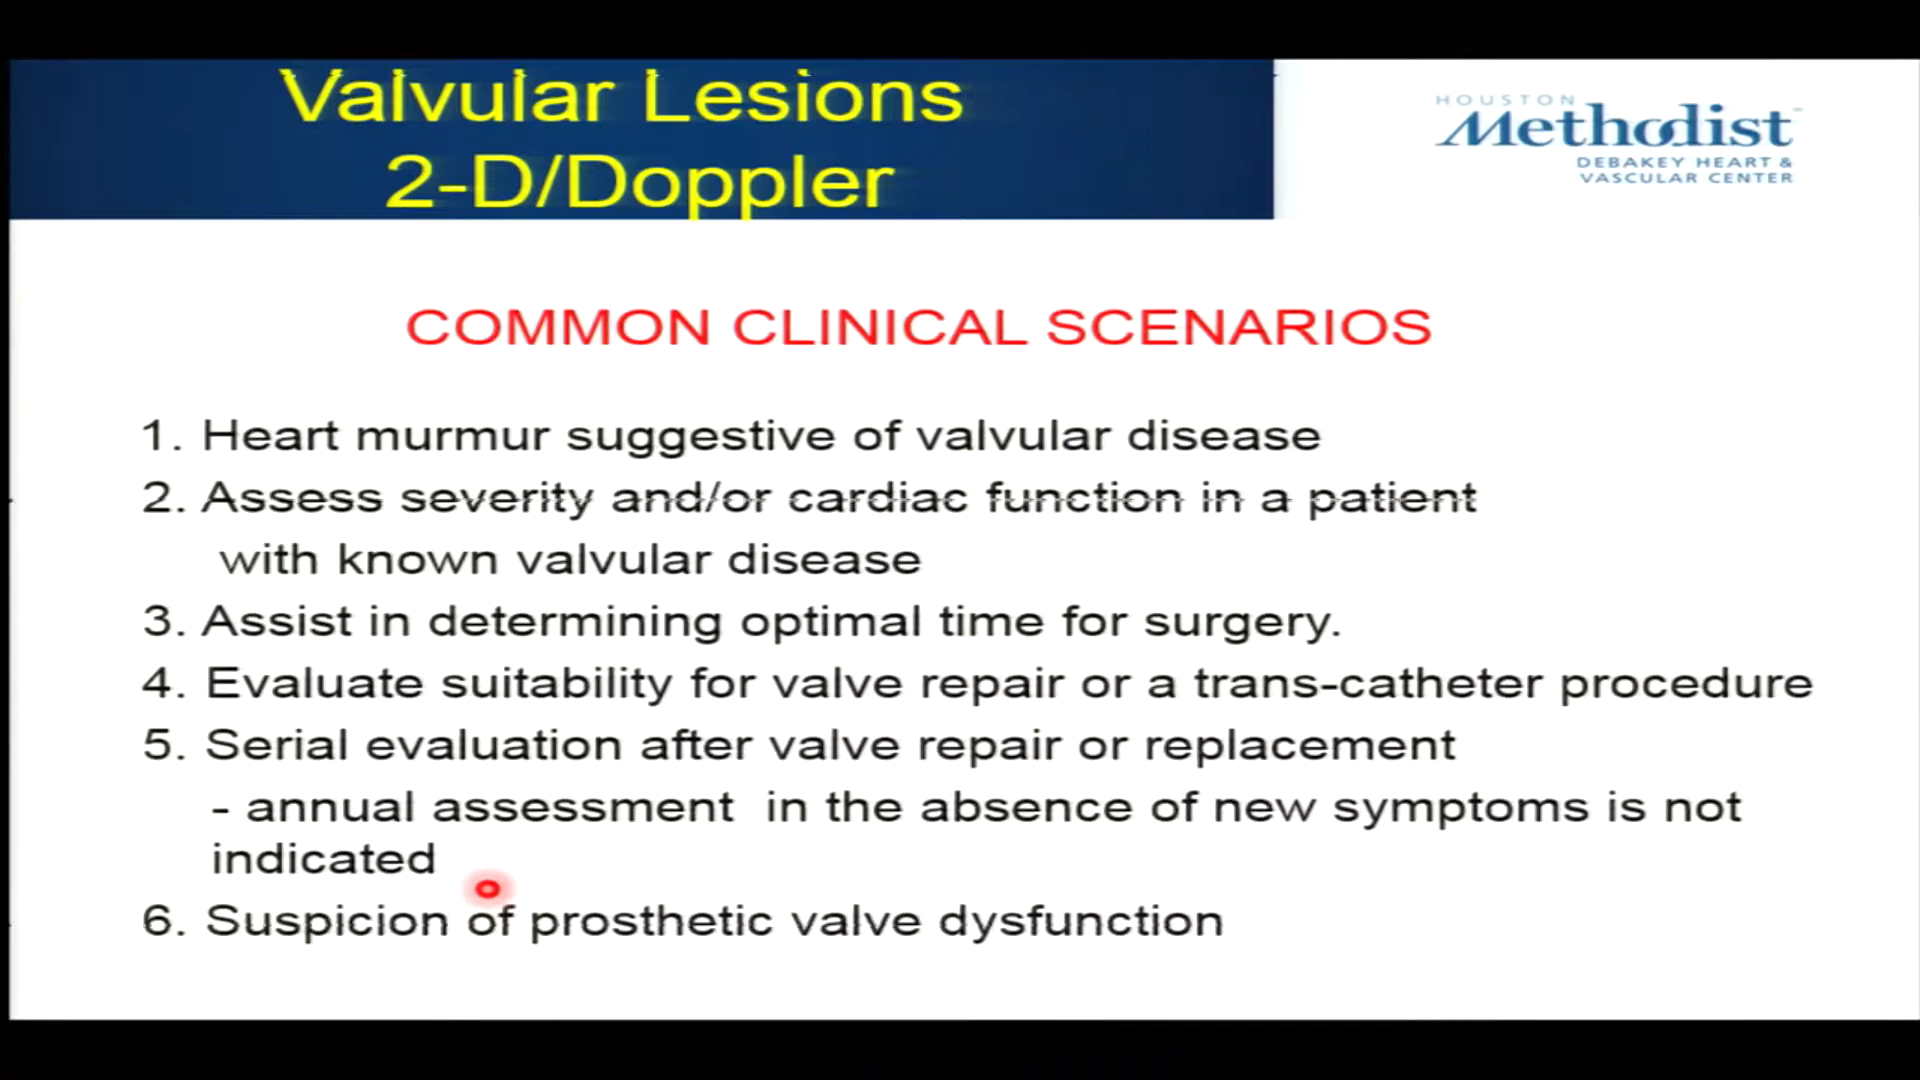 Valvular Lesions
2-D/Doppler
HOUSTON
Methodist
DEBAKEY HEART &
VASCULAR CENTER
COMMON CLINICAL SCENARIOS
1. Heart murmur suggestive of valvular disease
2. Assess severity and/or cardiac function in a patient
with known valvular disease
3. Assist in determining optimal time for surgery.
4. Evaluate suitability for valve repair or a trans-catheter procedure
5. Serial evaluation after valve repair or replacement
- annual assessment in the absence of new symptoms is not
indicated
6. Suspicion of prosthetic valve dysfunction